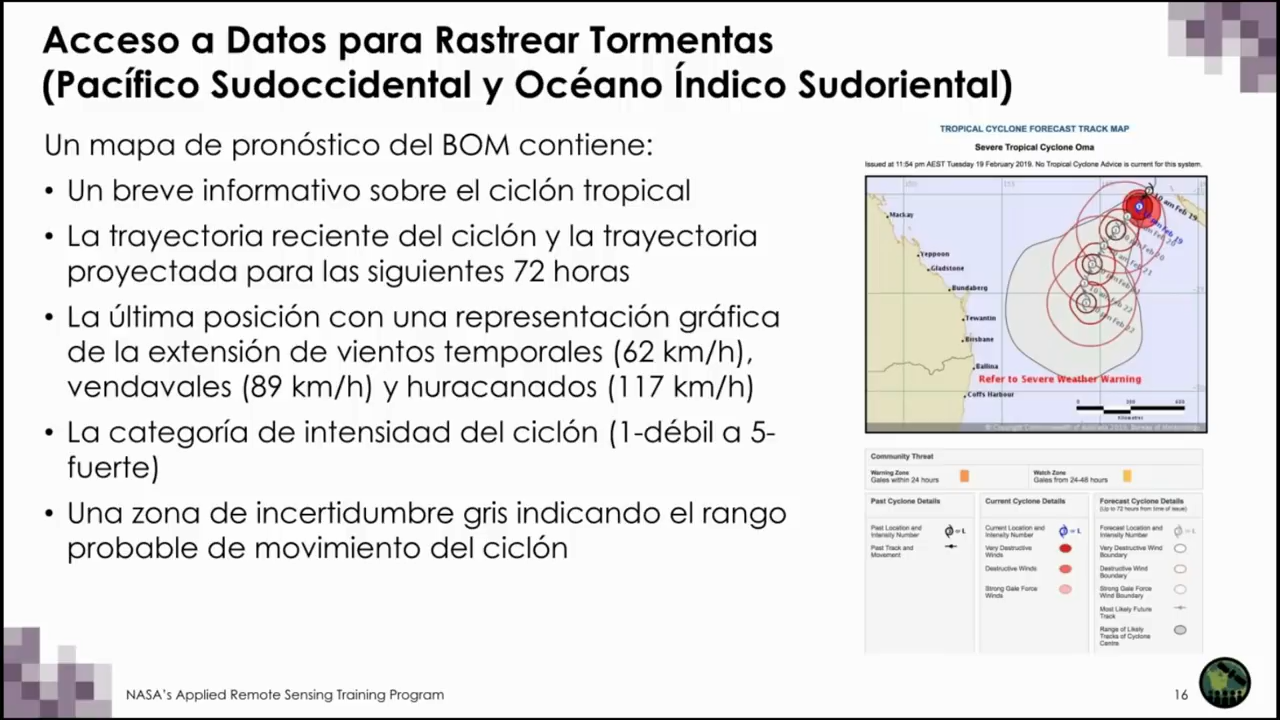 Acceso a Datos para Rastrear Tormentas
(Pacífico Sudoccidental y Océano Índico Sudoriental)
Un mapa de pronóstico del BOM contiene:
• Un breve informativo sobre el ciclón tropical
• La trayectoria reciente del ciclón y la trayectoria
proyectada para las siguientes 72 horas
• La última posición con una representación gráfica
de la extensión de vientos temporales (62 km/h),
vendavales (89 km/h) y huracanados (117 km/h)
• La categoría de intensidad del ciclón (1-débil a 5-
fuerte)
• Una zona de incertidumbre gris indicando el rango
probable de movimiento del ciclón
TROPICAL CYCLONE FORECAST TRACK MAP
Severe Tropical Cyclone Oma
Issued at 11:54 pm AEST Tuesday 19 February 2019. No Tropical Cyclone Advice is current for this system.
Mackay
Yeppoon
Gladstone
Bundaberg
Tewantin
Brisbane
Ballina
Coffs Harbour
Refer to Severe Weather Warning
Community Threat
Warning Zone
Gales within 24 hours
Watch Zone
Gales from 24-48 hours
Past Cyclone Details
Past Location and
Intensity Number
= L
Past Track and
Movement
Current Cyclone Details
Current Location and
Intensity Number
= L
Very Destructive
Winds
Destructive Winds
Strong Gale Force
Winds
Forecast Cyclone Details
(Up to 72 hours from time of issue)
Forecast Location and
Intensity Number
= L
Very Destructive Wind
Boundary
Destructive Wind
Boundary
Strong Gale Force
Wind Boundary
Most Likely Future
Track
Range of Likely
Tracks of Cyclone
Centre
NASA's Applied Remote Sensing Training Program
16